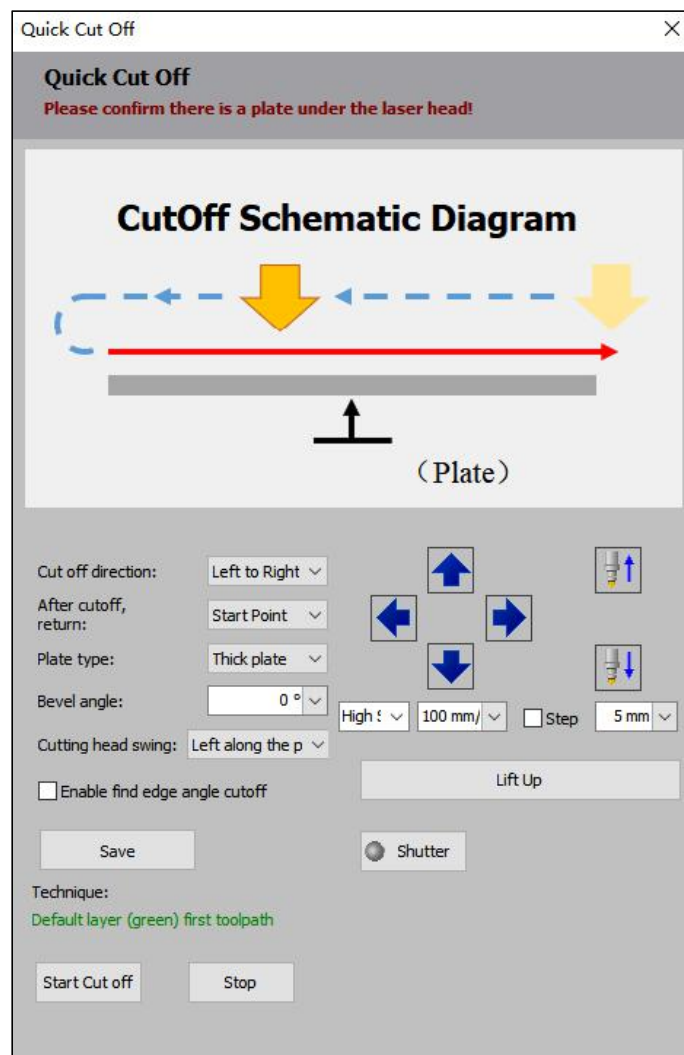 Quick Cut Off
Quick Cut Off
Please confirm there is a plate under the laser head!
CutOff Schematic Diagram
（Plate）
Cut off direction: Left to Right
After cutoff,
return: Start Point
Plate type: Thick plate
Bevel angle: 0 °
High S 100 mm/ Step 5 mm
Cutting head swing: Left along the p
Enable find edge angle cutoff
Lift Up
Save
Shutter
Technique:
Default layer (green) first toolpath
Start Cut off
Stop